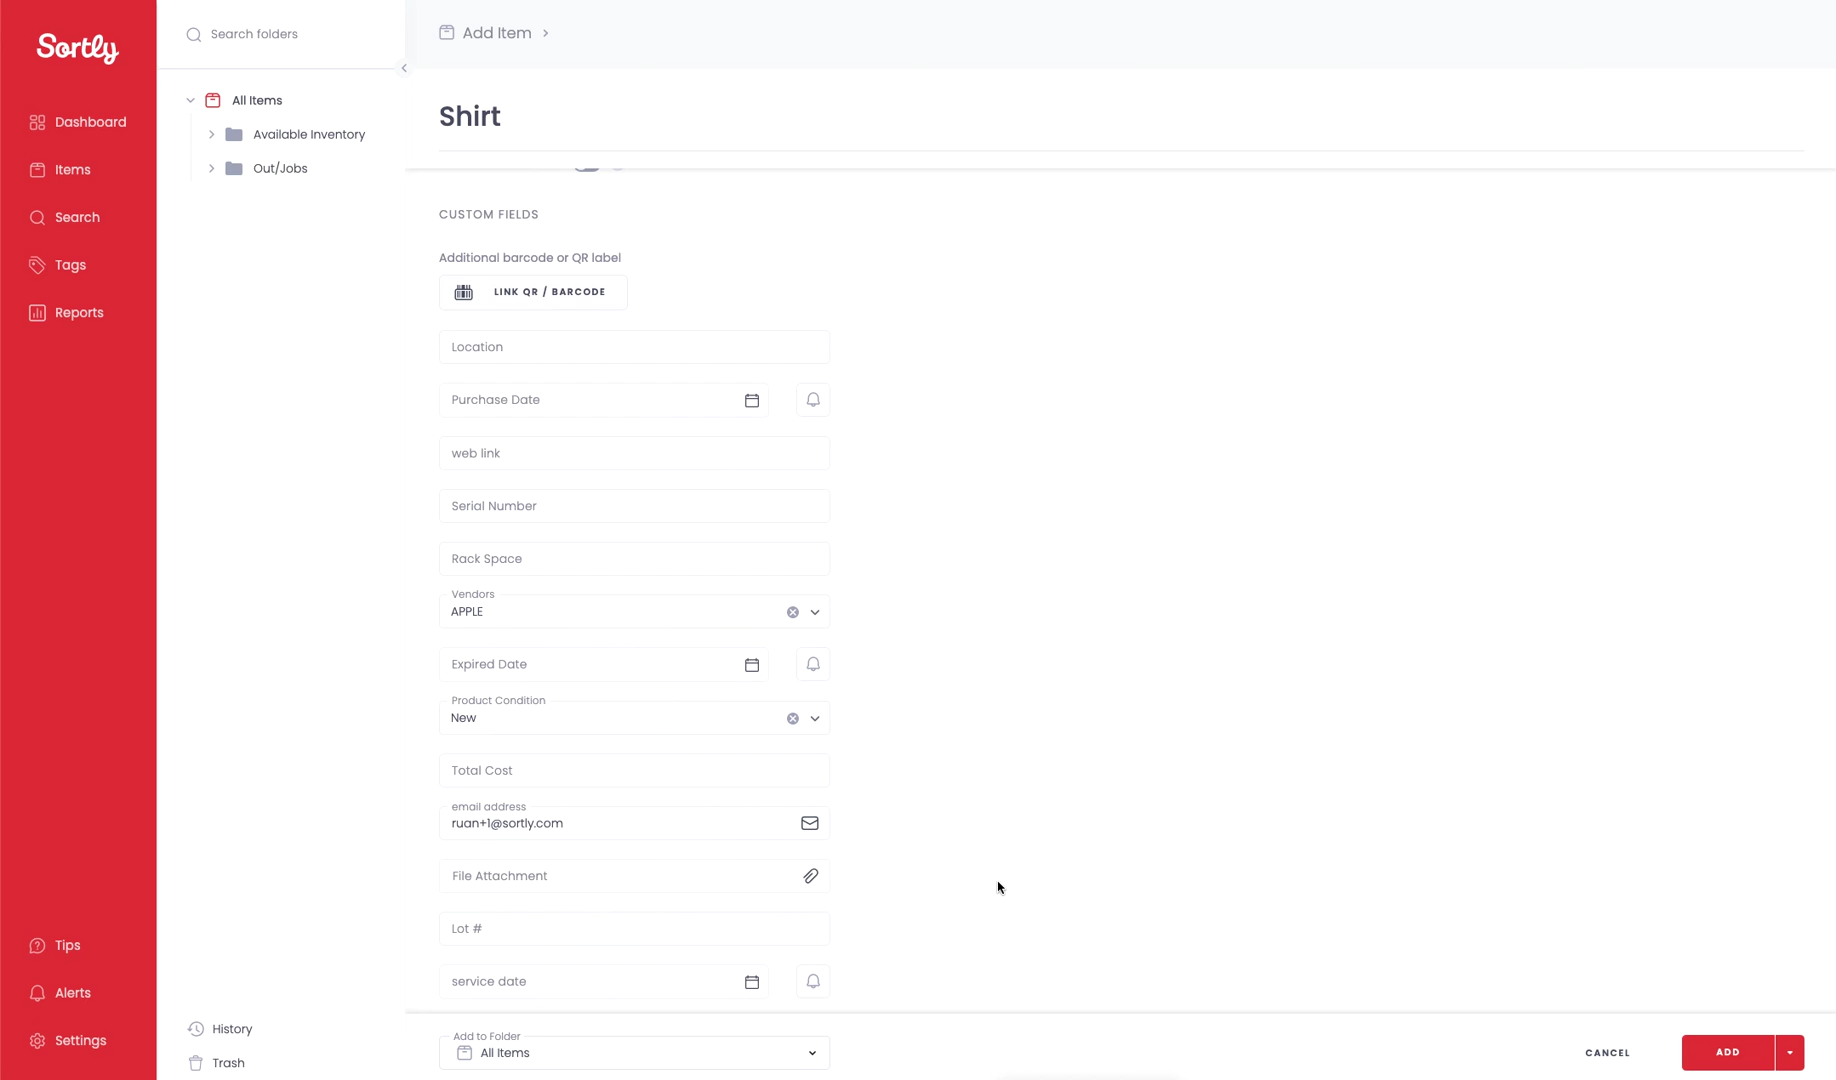 Sortly
Dashboard
Items
Search
Tags
Reports
Tips
Alerts
Settings
Search folders
All Items
Available Inventory
Out/Jobs
History
Trash
Add Item
Shirt
CUSTOM FIELDS
Additional barcode or QR label
LINK QR / BARCODE
Location
Purchase Date
web link
Serial Number
Rack Space
Vendors
APPLE
Expired Date
Product Condition
New
Total Cost
email address
ruan+1@sortly.com
File Attachment
Lot #
service date
Add to Folder
All Items
CANCEL
ADD